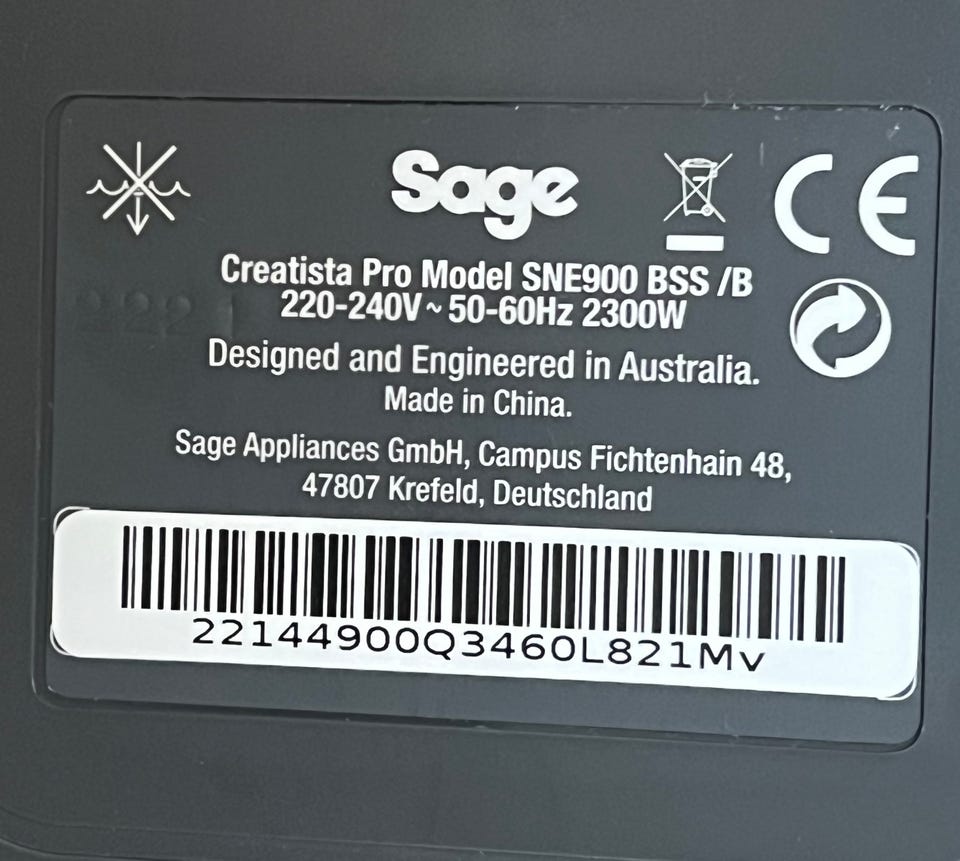 Sage
CE
Creatista Pro Model SNE900 BSS /B
220-240V~50-60Hz 2300W
Designed and Engineered in Australia.
Made in China.
Sage Appliances GmbH, Campus Fichtenhain 48,
47807 Krefeld, Deutschland
22144900Q3460L821Mv